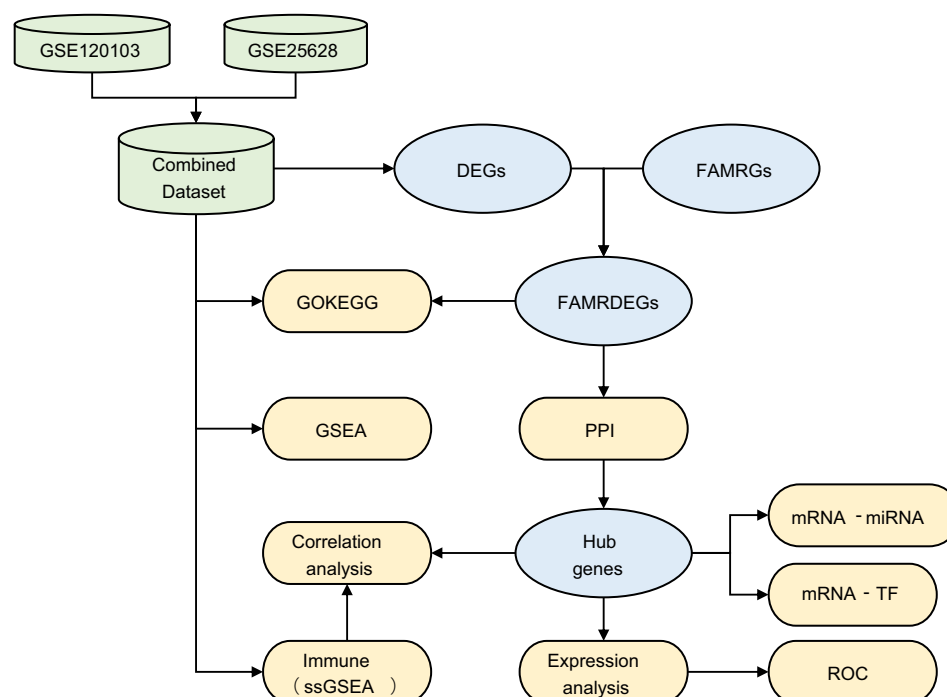 GSE120103
GSE25628
Combined
Dataset
DEGs
FAMRGs
GOKEGG
FAMRDEGs
GSEA
PPI
Correlation
analysis
Hub
genes
mRNA - miRNA
mRNA - TF
Immune
（ssGSEA ）
Expression
analysis
ROC